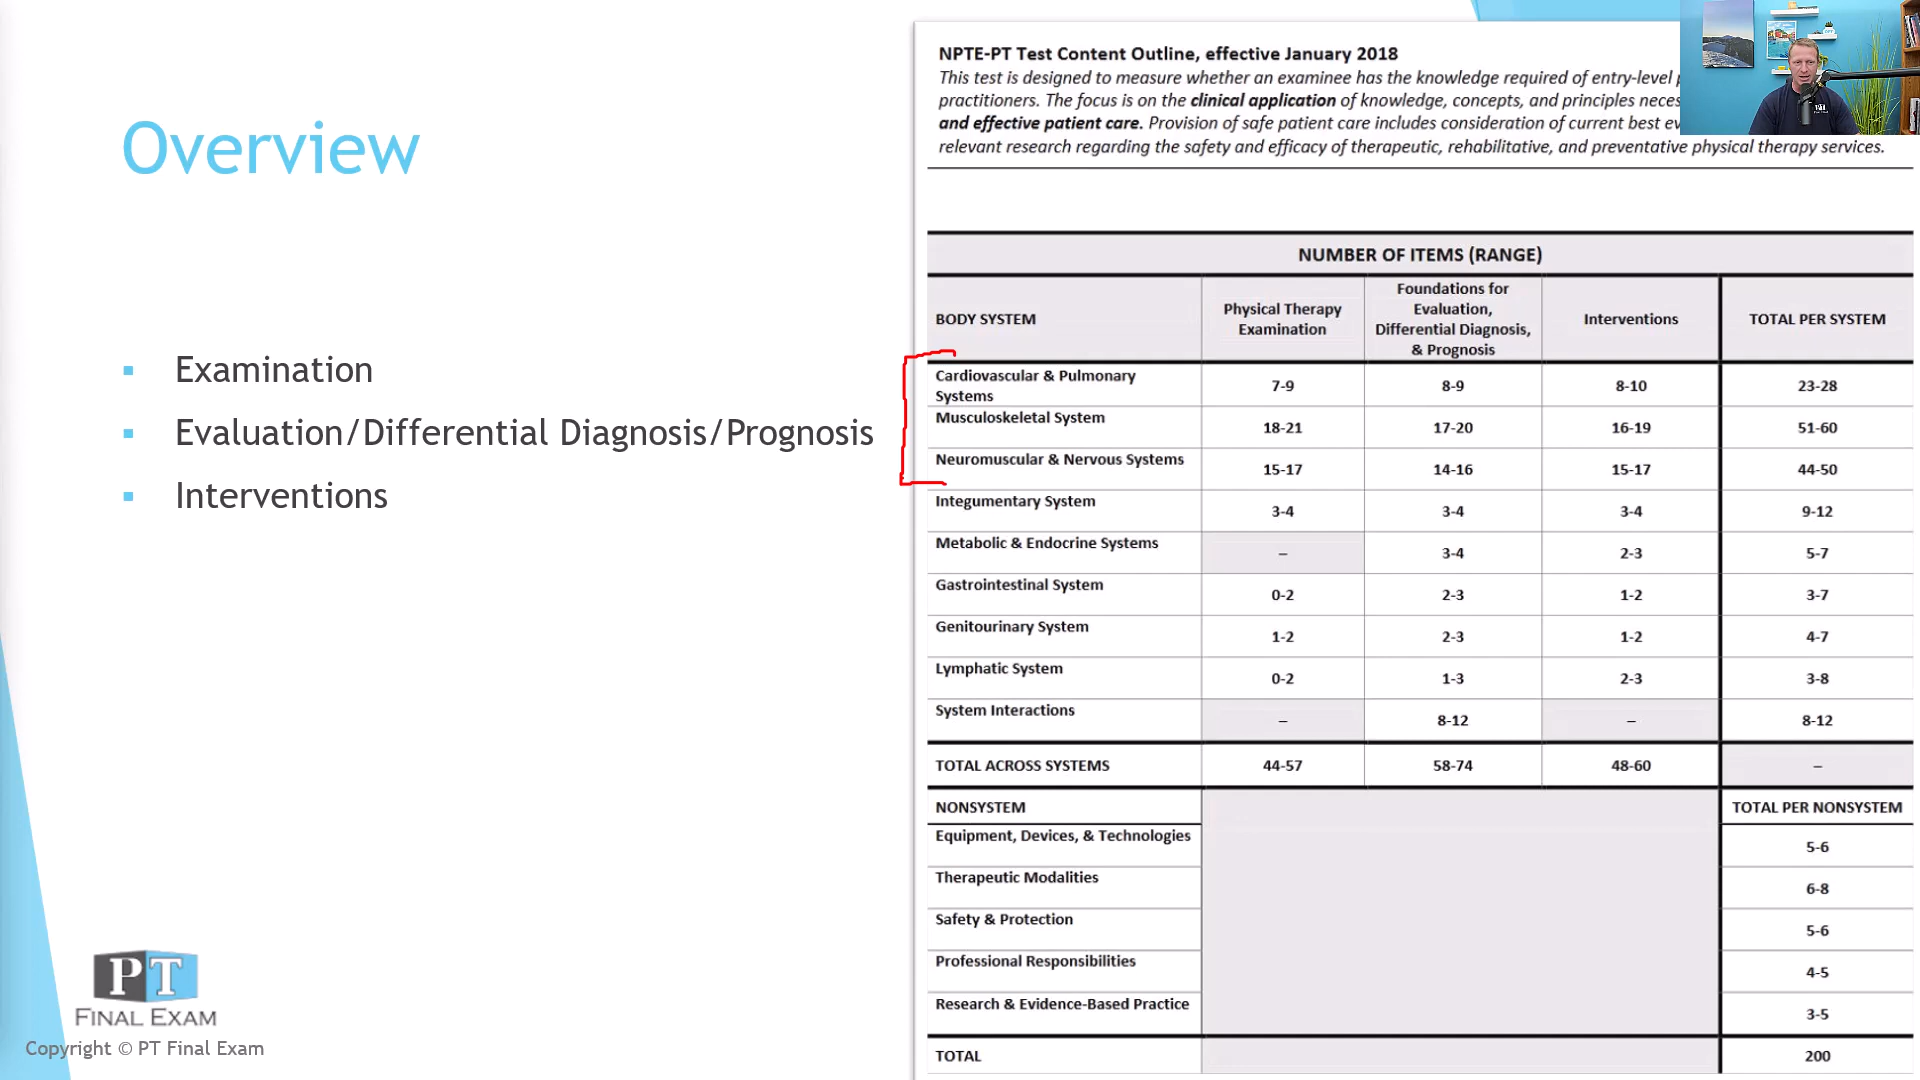 Overview
▪ Examination
▪ Evaluation/Differential Diagnosis/Prognosis
▪ Interventions
PT
FINAL EXAM
Copyright © PT Final Exam
NPTE-PT Test Content Outline, effective January 2018
This test is designed to measure whether an examinee has the knowledge required of entry-level
practitioners. The focus is on the clinical application of knowledge, concepts, and principles
and effective patient care. Provision of safe patient care includes consideration of current best
relevant research regarding the safety and efficacy of therapeutic, rehabilitative, and preventative physical therapy services.
NUMBER OF ITEMS (RANGE)
BODY SYSTEM | Physical Therapy Examination | Foundations for Evaluation, Differential Diagnosis, & Prognosis | Interventions | TOTAL PER SYSTEM
Cardiovascular & Pulmonary Systems | 7-9 | 8-9 | 8-10 | 23-28
Musculoskeletal System | 18-21 | 17-20 | 16-19 | 51-60
Neuromuscular & Nervous Systems | 15-17 | 14-16 | 15-17 | 44-50
Integumentary System | 3-4 | 3-4 | 3-4 | 9-12
Metabolic & Endocrine Systems | – | 3-4 | 2-3 | 5-7
Gastrointestinal System | 0-2 | 2-3 | 1-2 | 3-7
Genitourinary System | 1-2 | 2-3 | 1-2 | 4-7
Lymphatic System | 0-2 | 1-3 | 2-3 | 3-8
System Interactions | – | 8-12 | – | 8-12
TOTAL ACROSS SYSTEMS | 44-57 | 58-74 | 48-60 | –
NONSYSTEM | TOTAL PER NONSYSTEM
Equipment, Devices, & Technologies | 5-6
Therapeutic Modalities | 6-8
Safety & Protection | 5-6
Professional Responsibilities | 4-5
Research & Evidence-Based Practice | 3-5
TOTAL | 200